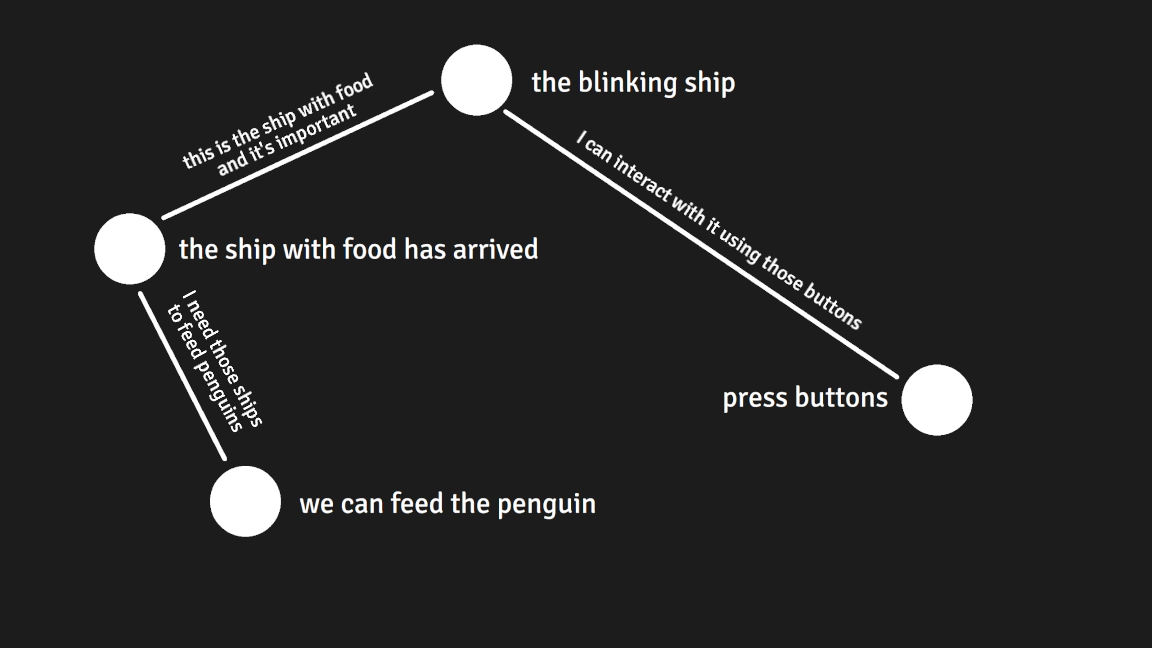 the blinking ship
this is the ship with food
and it's important
I can interact with it using those buttons
the ship with food has arrived
I need those ships
to feed penguins
press buttons
we can feed the penguin